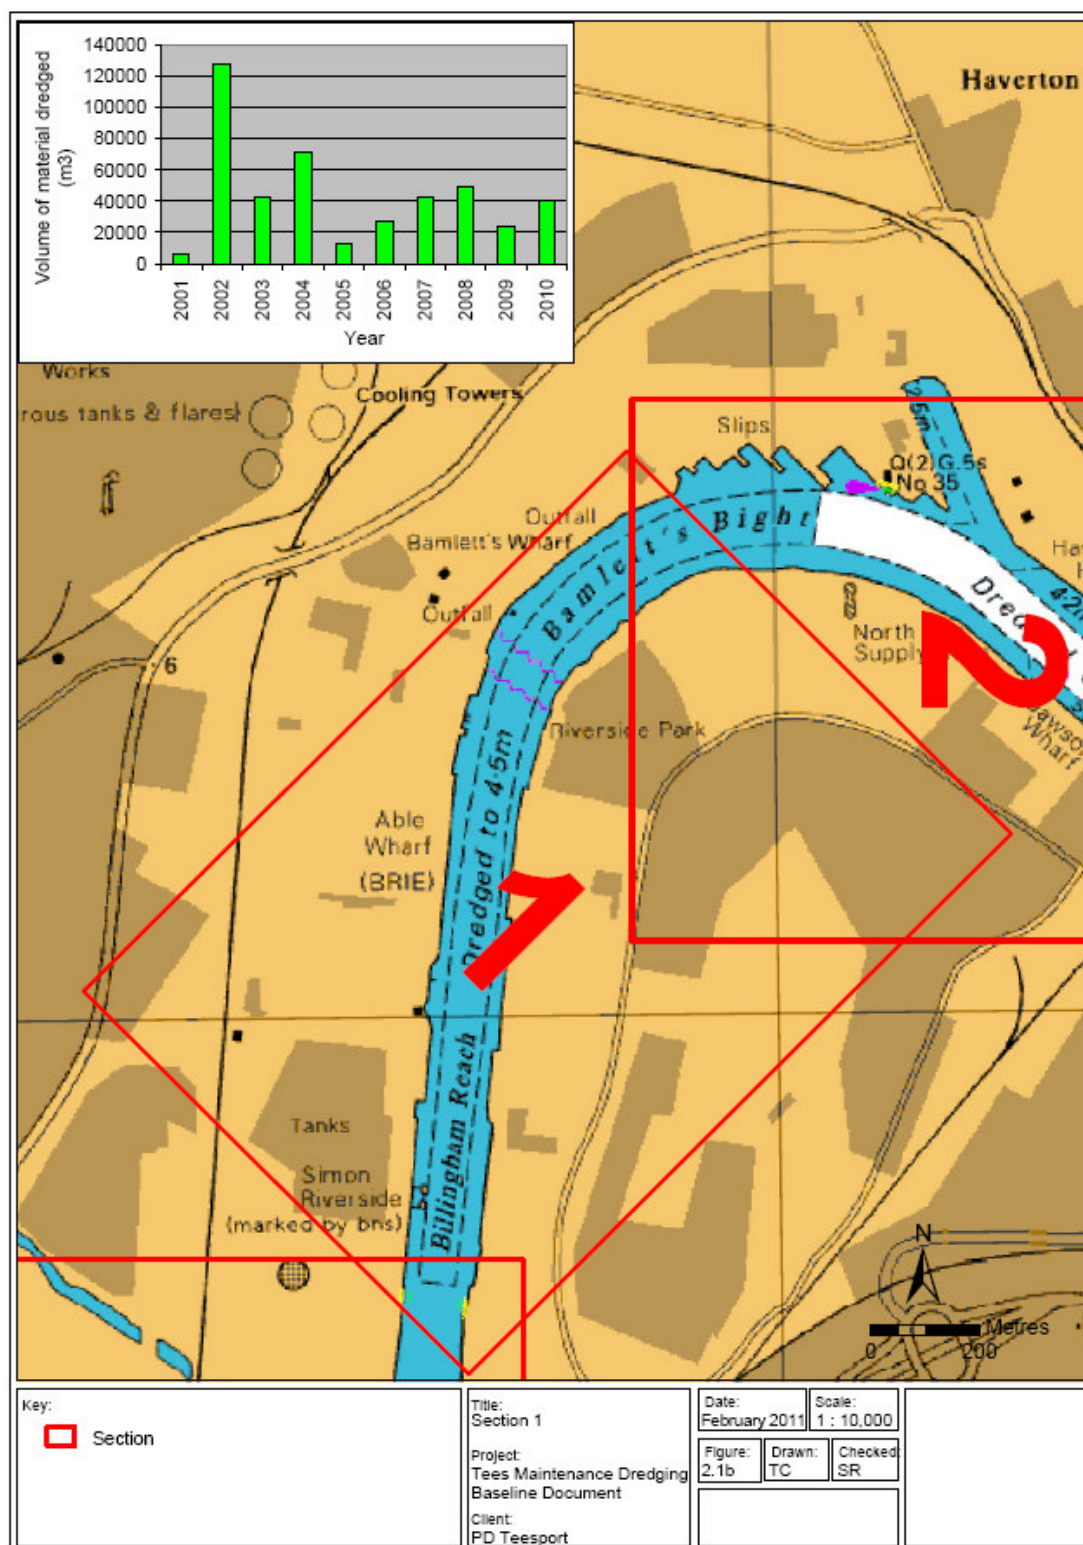 140000
120000
100000
80000
60000
40000
20000
0
Volume of material dredged
(m3)
2001
2002
2003
2004
2005
2006
2007
2008
2009
2010
Year
Haverton
Works
rous tanks & flares)
Cooling Towers
Slips
2.5m
Q(2)G.5s
No 35
Outfall
Bamlett's Wharf
Bamlett's Bight
Outfall
4.2m
North
Supply
2
Wharf
6
Riverside Park
Able
Wharf
(BRIE)
Dredged to 4.5m
1
Billingham Reach
Tanks
Simon
Riverside
(marked by bns)
N
Metres
0
200
Key:
Section
Title:
Section 1
Project:
Tees Maintenance Dredging
Baseline Document
Client:
PD Teesport
Date:
February 2011
Scale:
1 : 10,000
Figure:
2.1b
Drawn:
TC
Checked:
SR